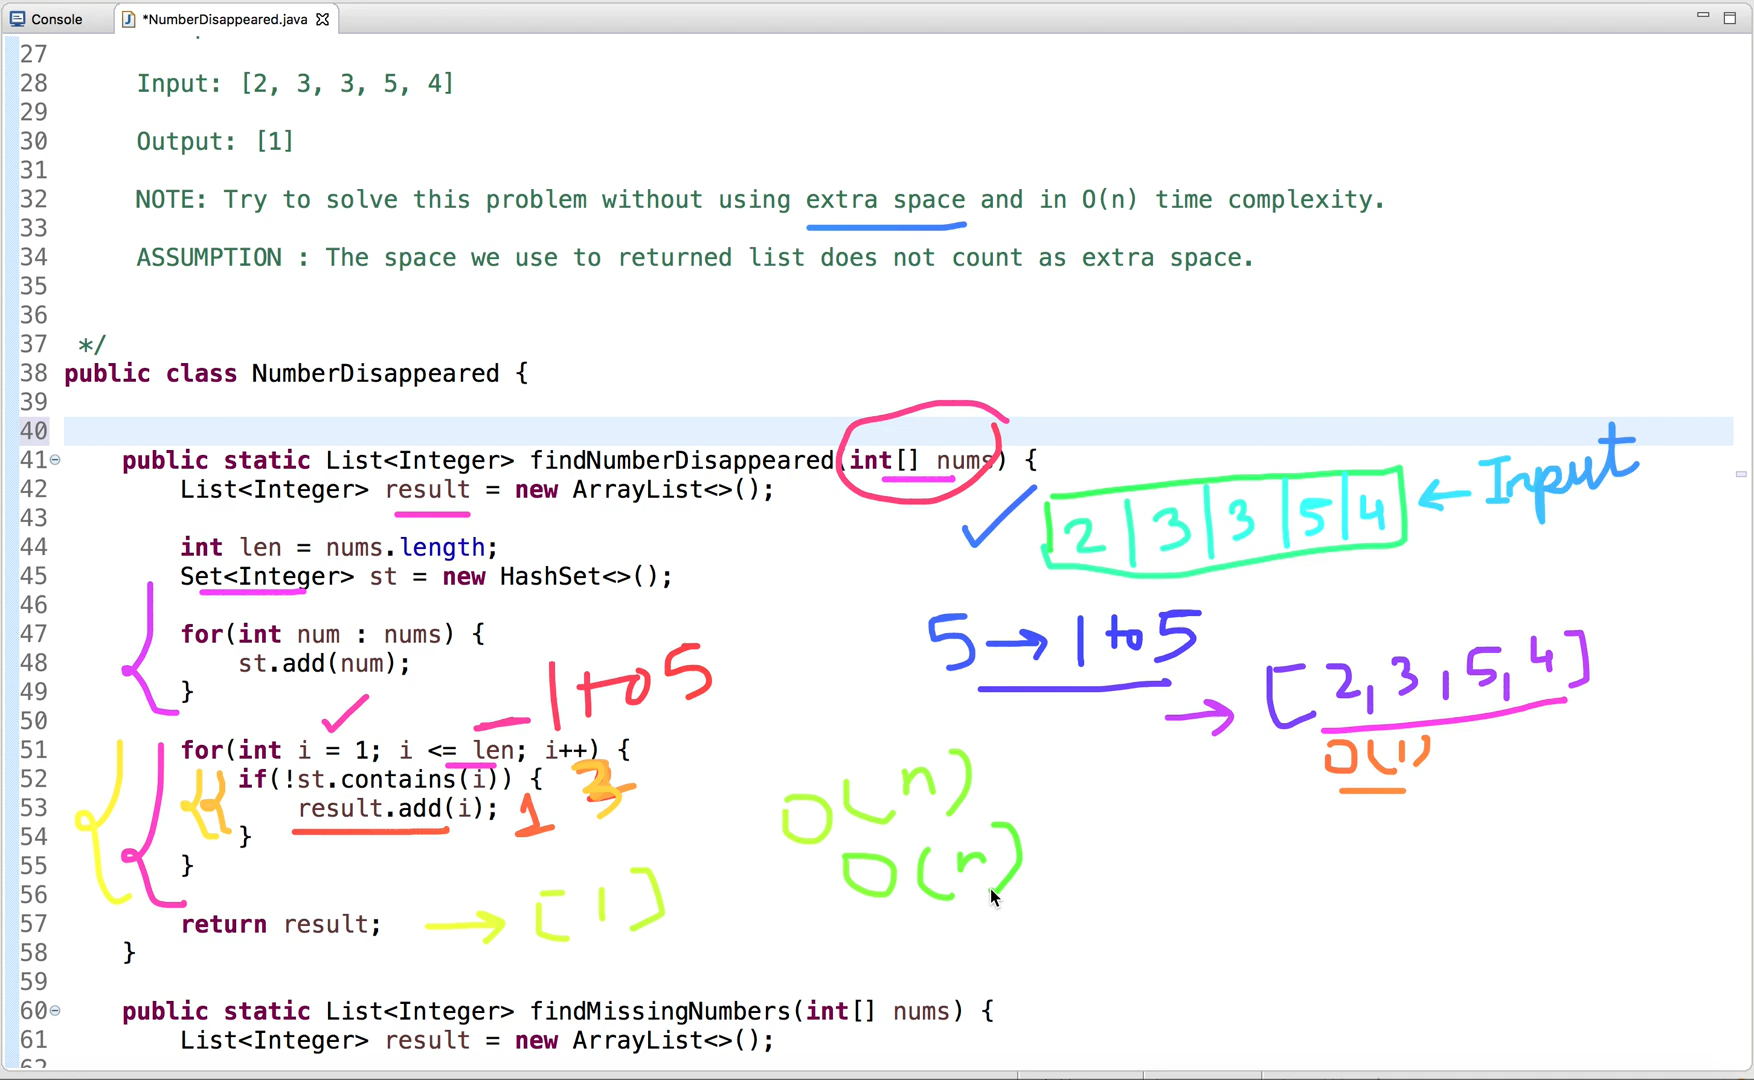 Console
*NumberDisappeared.java
27
28 Input: [2, 3, 3, 5, 4]
29
30 Output: [1]
31
32 NOTE: Try to solve this problem without using extra space and in O(n) time complexity.
33
34 ASSUMPTION : The space we use to returned list does not count as extra space.
35
36
37 */
38 public class NumberDisappeared {
39
40
41 public static List<Integer> findNumberDisappeared(int[] nums) {
42 List<Integer> result = new ArrayList<>();
← Input
2 | 3 | 3 | 5 | 4
43
44 int len = nums.length;
45 Set<Integer> st = new HashSet<>();
46
47 for(int num : nums) {
5 → 1 to 5
48 st.add(num);
→ [2, 3, 5, 4]
49 }
1 to 5
50
51 for(int i = 1; i <= len; i++) {
O(1)
52 if(!st.contains(i)) {
O(n)
53 result.add(i);
1
54 }
55 }
O(n)
56
57 return result;
→ [1]
58 }
59
60 public static List<Integer> findMissingNumbers(int[] nums) {
61 List<Integer> result = new ArrayList<>();